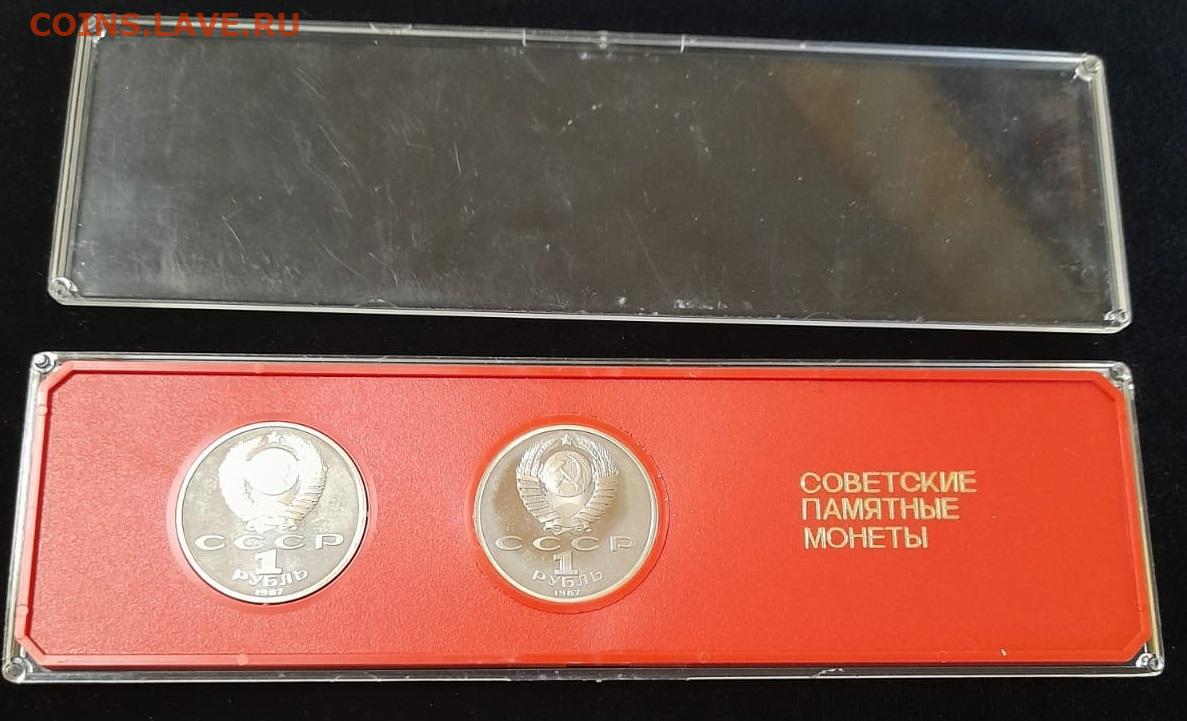 COINS.LAVE.RU
СОВЕТСКИЕ
ПАМЯТНЫЕ
МОНЕТЫ
СССР
1
РУБЛЬ
1987
СССР
1
РУБЛЬ
1987